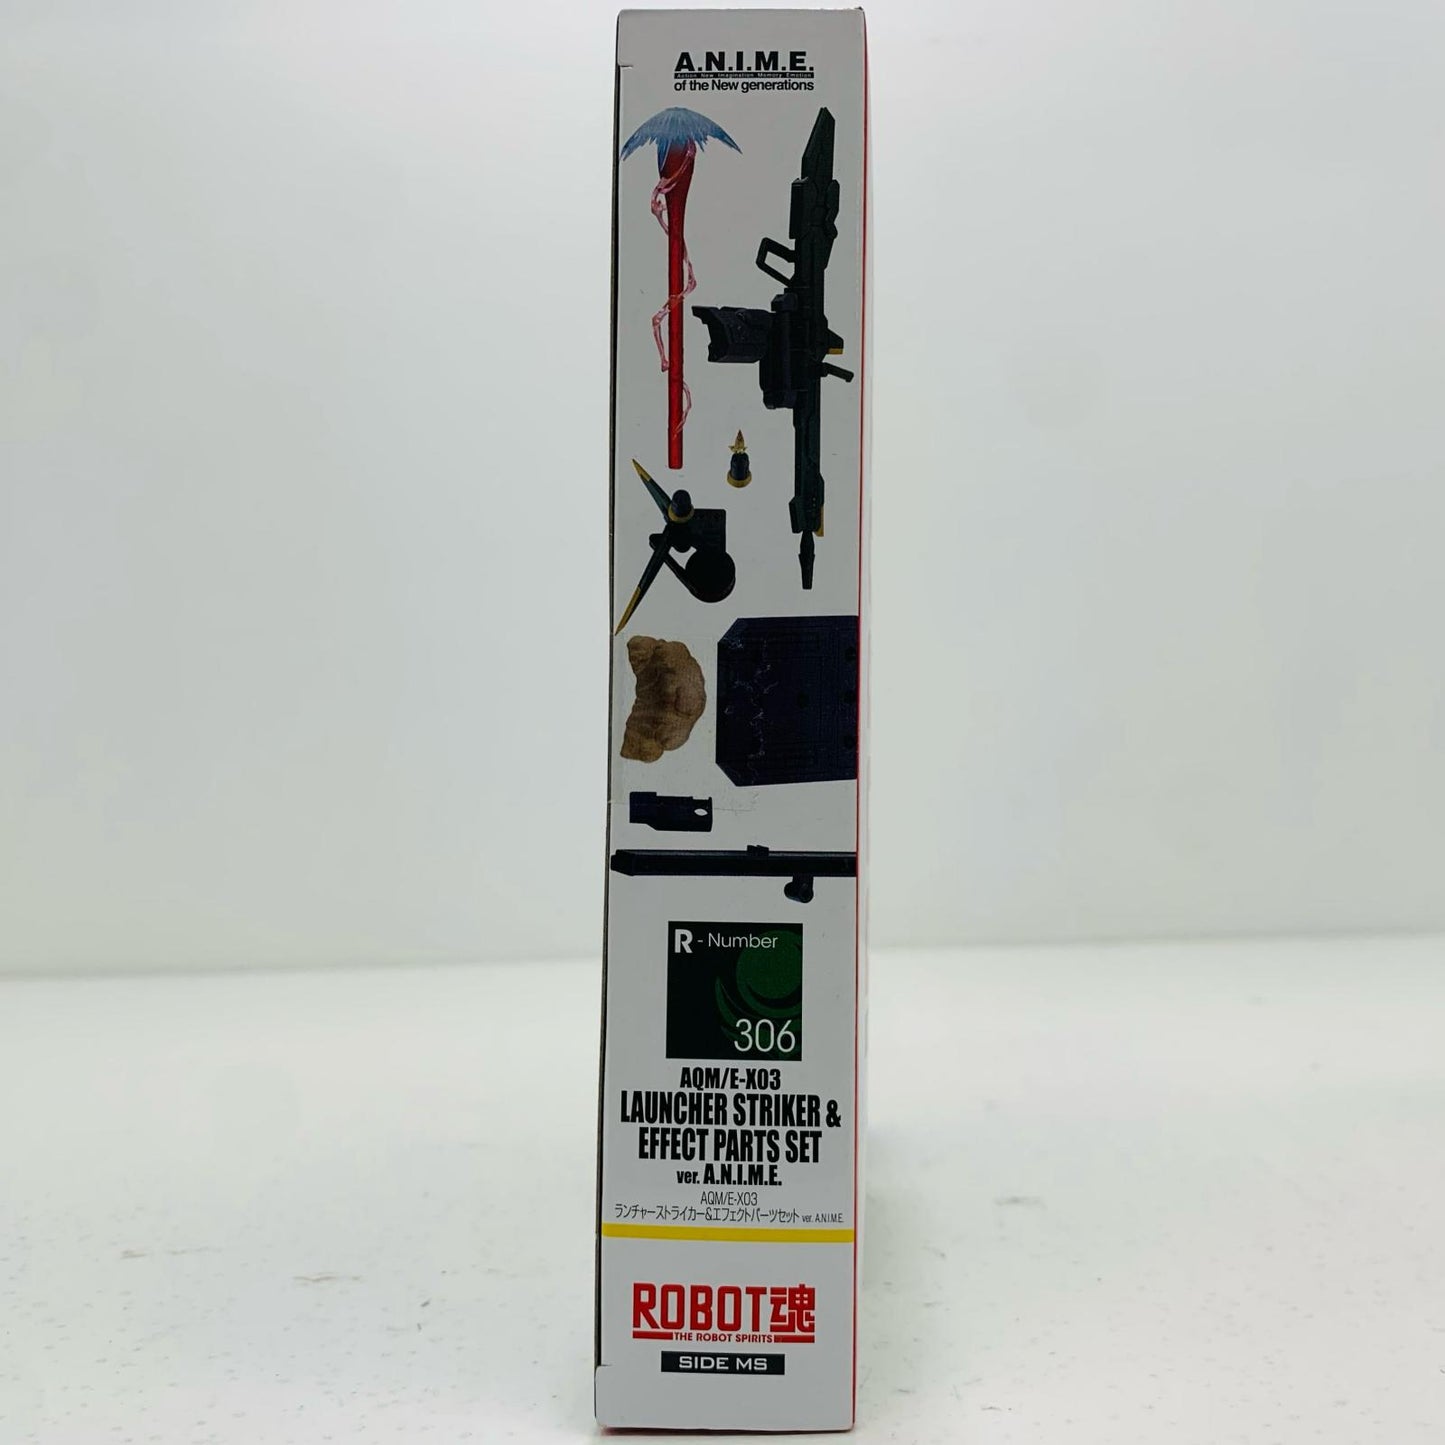 A.N.I.M.E.
Action New Imagination Memory Emotion
of the New generations
R - Number
306
AQM/E-X03
LAUNCHER STRIKER &
EFFECT PARTS SET
ver. A.N.I.M.E.
AQM/E-X03
ランチャーストライカー&エフェクトパーツセット ver. A.N.I.M.E.
ROBOT魂
THE ROBOT SPIRITS
SIDE MS